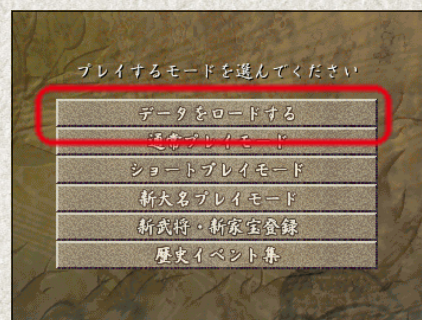 プレイするモードを選んでください
データをロードする
通常プレイモード
ショートプレイモード
新大名プレイモード
新武将・新家宝登録
歴史イベント集